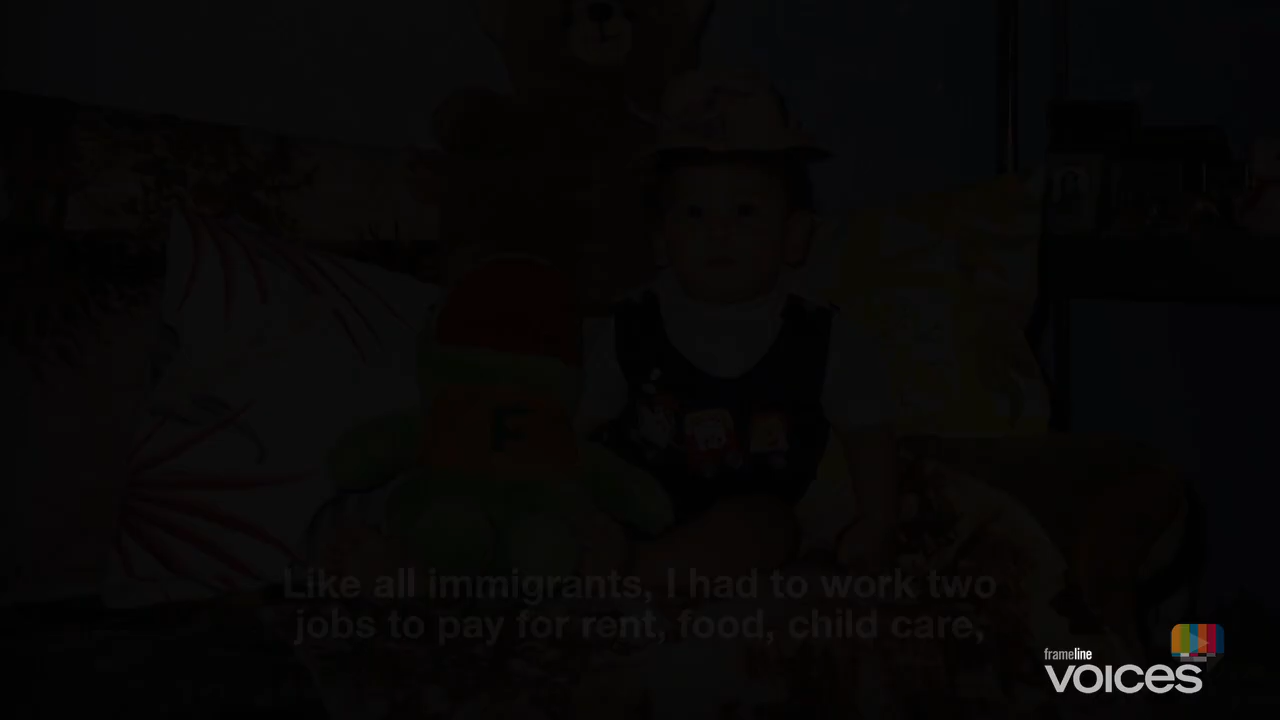 Like all immigrants, I had to work two
jobs to pay for rent, food, child care,
F
frameline
VOICES